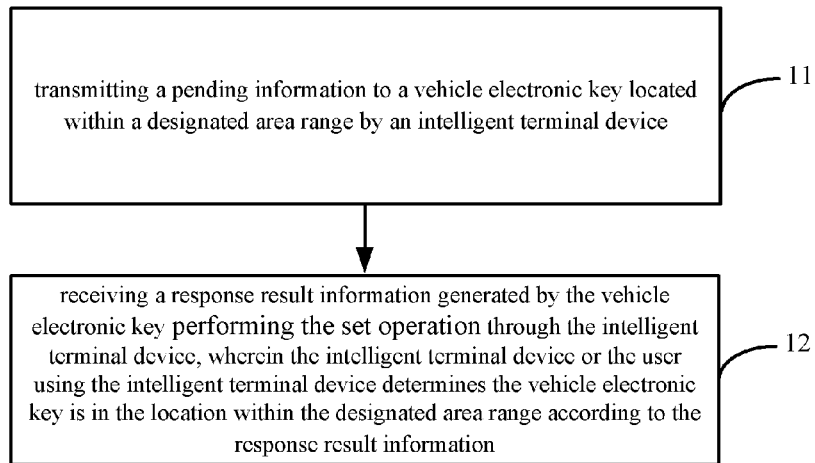 transmitting a pending information to a vehicle electronic key located
within a designated area range by an intelligent terminal device
11
receiving a response result information generated by the vehicle
electronic key performing the set operation through the intelligent
terminal device, wherein the intelligent terminal device or the user
using the intelligent terminal device determines the vehicle electronic
key is in the location within the designated area range according to the
response result information
12